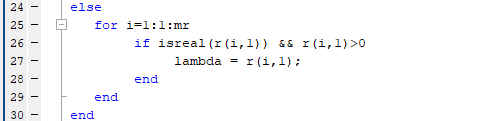 24 – else
25 – for i=1:1:mr
26 – if isreal(r(i,1)) && r(i,1)>0
27 – lambda = r(i,1);
28 – end
29 – end
30 – end